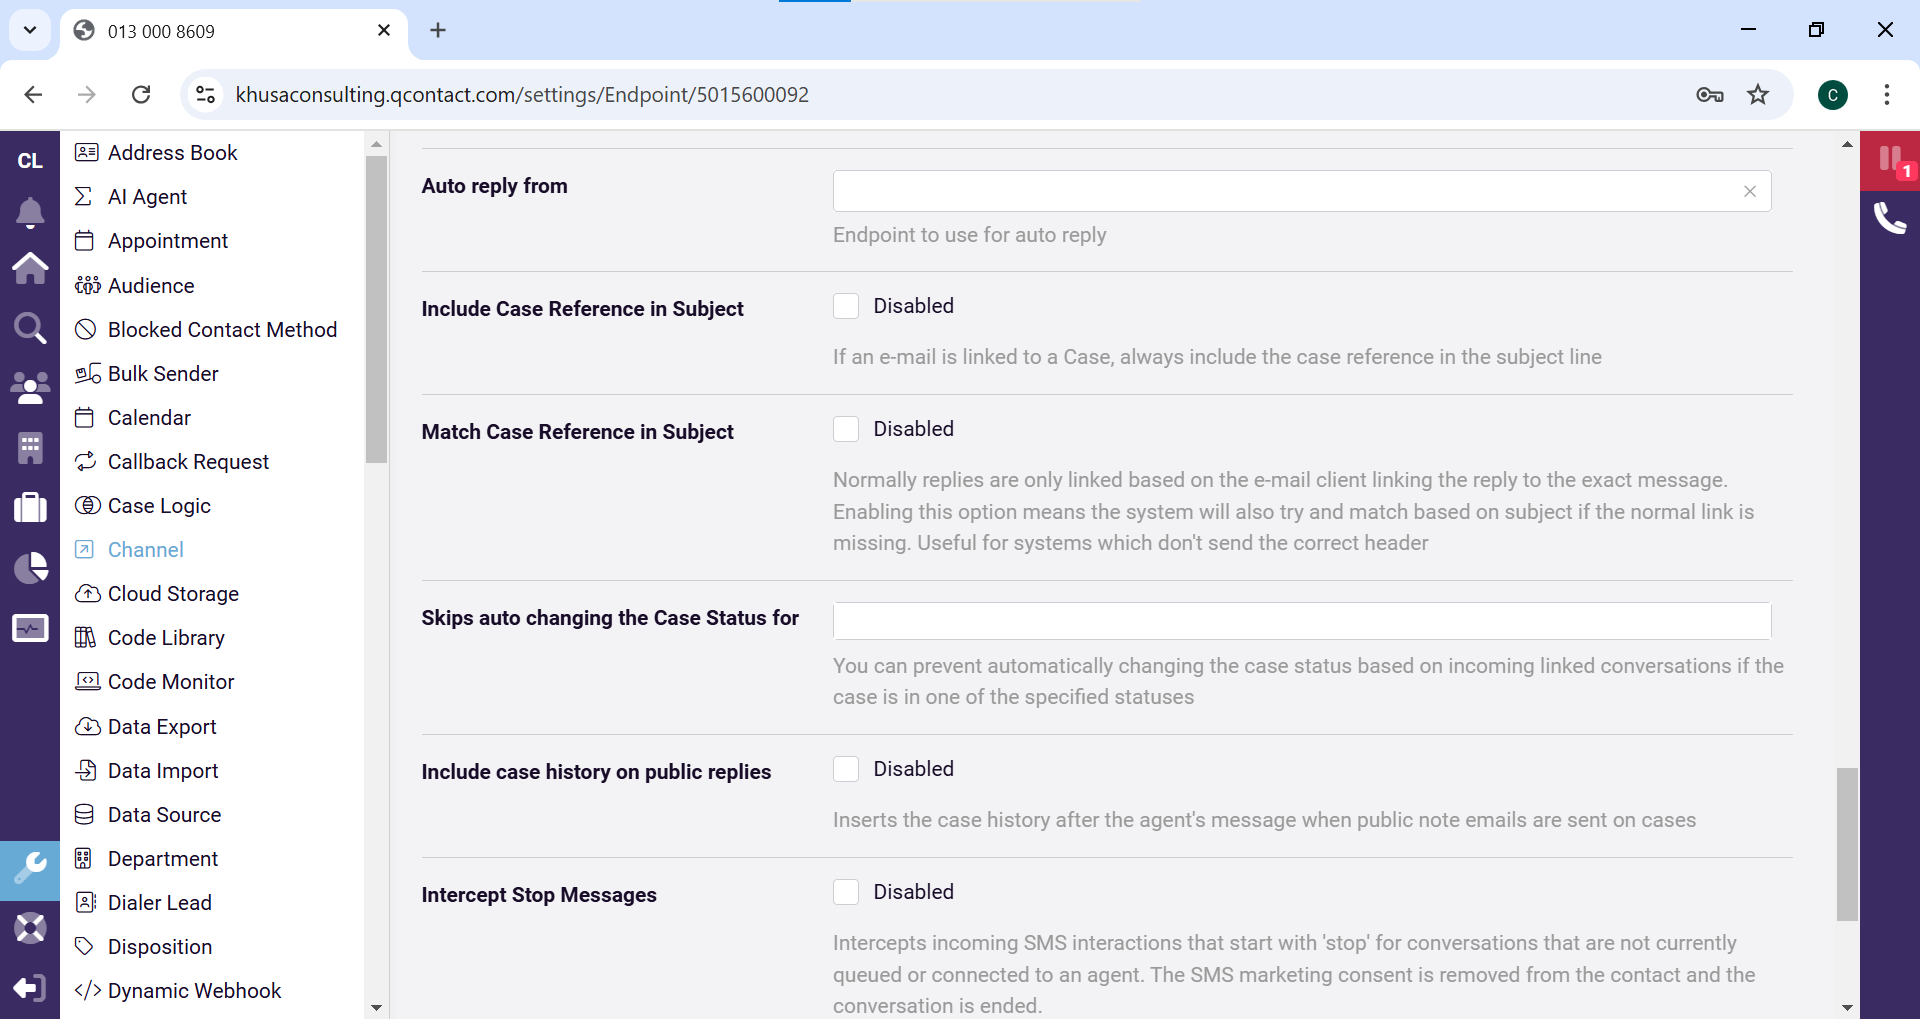 013 000 8609
khusaconsulting.qcontact.com/settings/Endpoint/5015600092
C
CL
1
Address Book
AI Agent
Appointment
Audience
Blocked Contact Method
Bulk Sender
Calendar
Callback Request
Case Logic
Channel
Cloud Storage
Code Library
Code Monitor
Data Export
Data Import
Data Source
Department
Dialer Lead
Disposition
Dynamic Webhook
Auto reply from
Endpoint to use for auto reply
Include Case Reference in Subject
Disabled
If an e-mail is linked to a Case, always include the case reference in the subject line
Match Case Reference in Subject
Disabled
Normally replies are only linked based on the e-mail client linking the reply to the exact message.
Enabling this option means the system will also try and match based on subject if the normal link is
missing. Useful for systems which don't send the correct header
Skips auto changing the Case Status for
You can prevent automatically changing the case status based on incoming linked conversations if the
case is in one of the specified statuses
Include case history on public replies
Disabled
Inserts the case history after the agent's message when public note emails are sent on cases
Intercept Stop Messages
Disabled
Intercepts incoming SMS interactions that start with 'stop' for conversations that are not currently
queued or connected to an agent. The SMS marketing consent is removed from the contact and the
conversation is ended.